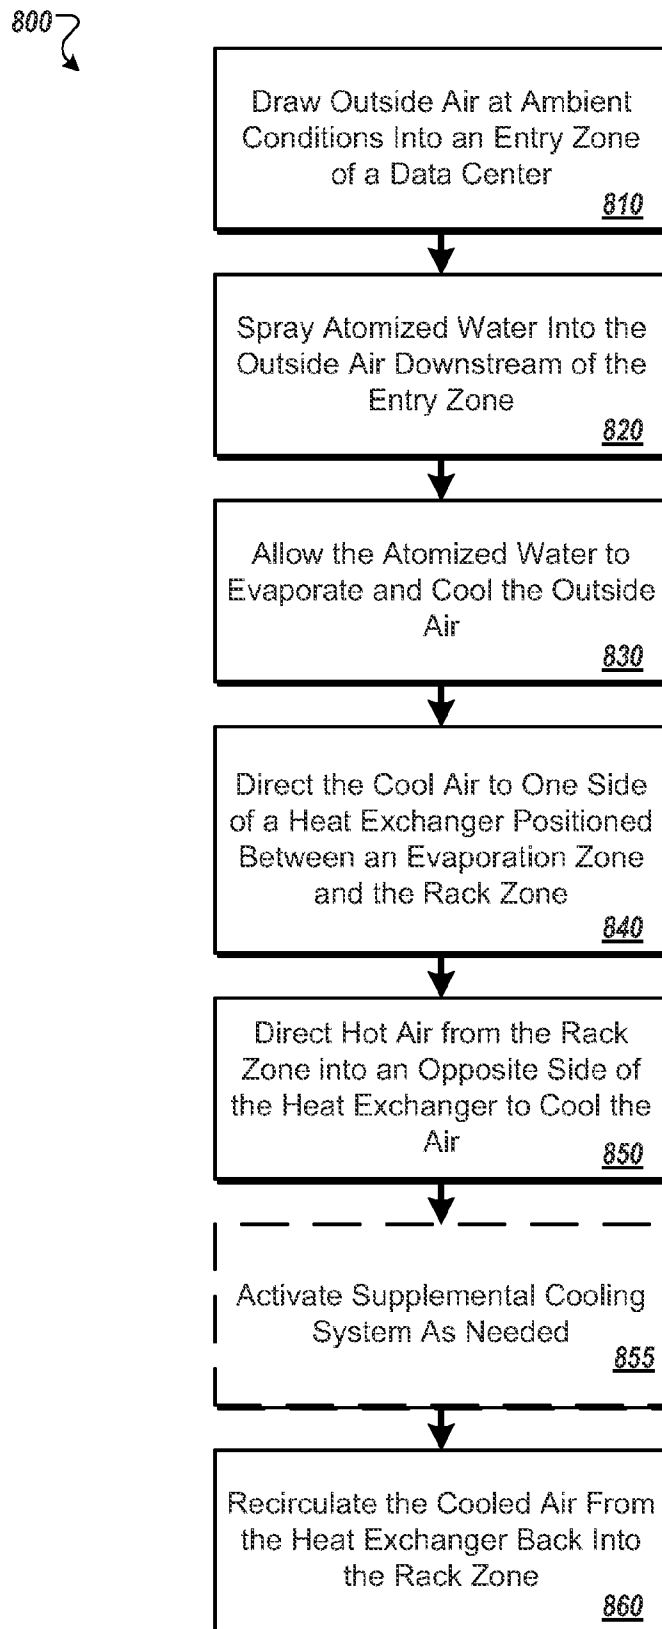 800
Draw Outside Air at Ambient
Conditions Into an Entry Zone
of a Data Center
810
Spray Atomized Water Into the
Outside Air Downstream of the
Entry Zone
820
Allow the Atomized Water to
Evaporate and Cool the Outside
Air
830
Direct the Cool Air to One Side
of a Heat Exchanger Positioned
Between an Evaporation Zone
and the Rack Zone
840
Direct Hot Air from the Rack
Zone into an Opposite Side of
the Heat Exchanger to Cool the
Air
850
Activate Supplemental Cooling
System As Needed
855
Recirculate the Cooled Air From
the Heat Exchanger Back Into
the Rack Zone
860